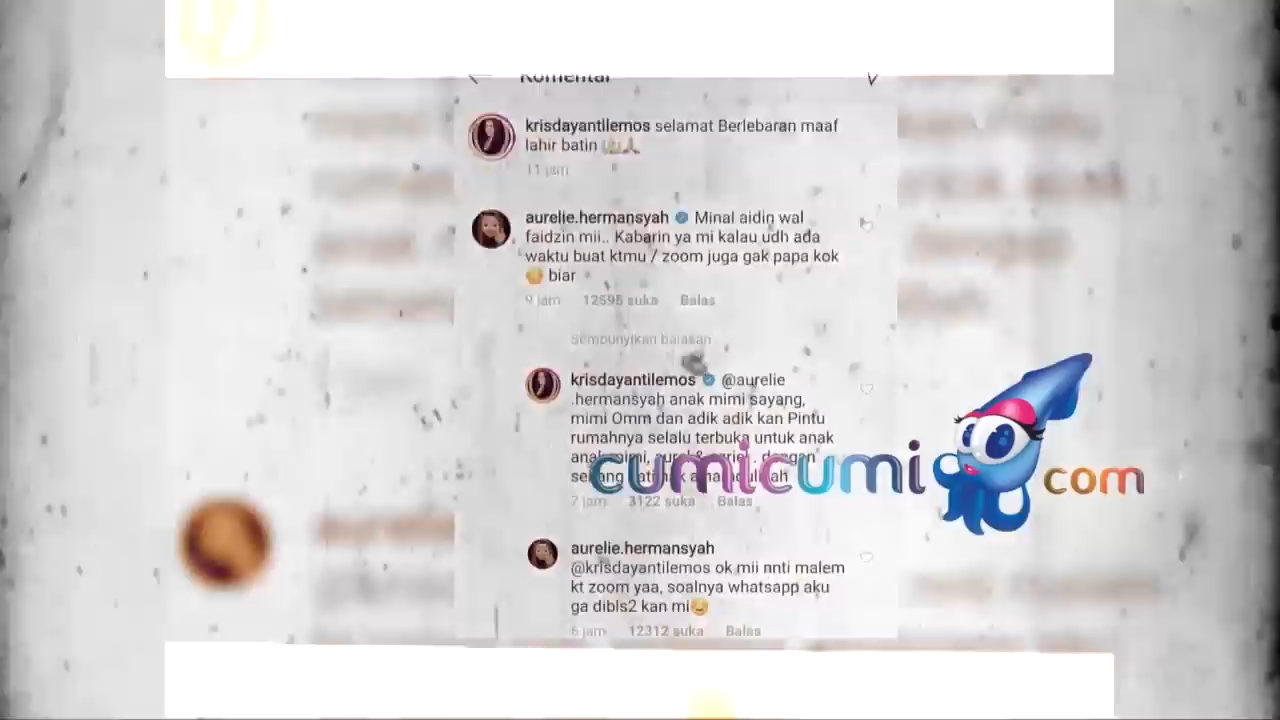 Komentar
krisdayantilemos selamat Berlebaran maaf
lahir batin
11 jam
aurelie.hermansyah Minal aidin wal
faidzin mii.. Kabarin ya mi kalau udh ada
waktu buat ktmu / zoom juga gak papa kok
biar
9 jam 12595 suka Balas
Sembunyikan balasan
krisdayantilemos @aurelie
.hermansyah anak mimi sayang,
mimi Omm dan adik adik kan Pintu
rumahnya selalu terbuka untuk anak
mimi,
cumicumi.com
7 jam 3122 suka Balas
aurelie.hermansyah
@krisdayantilemos ok mii nnti malem
kt zoom yaa, soalnya whatsapp aku
ga dibls2 kan mi
6 jam 12312 suka Balas